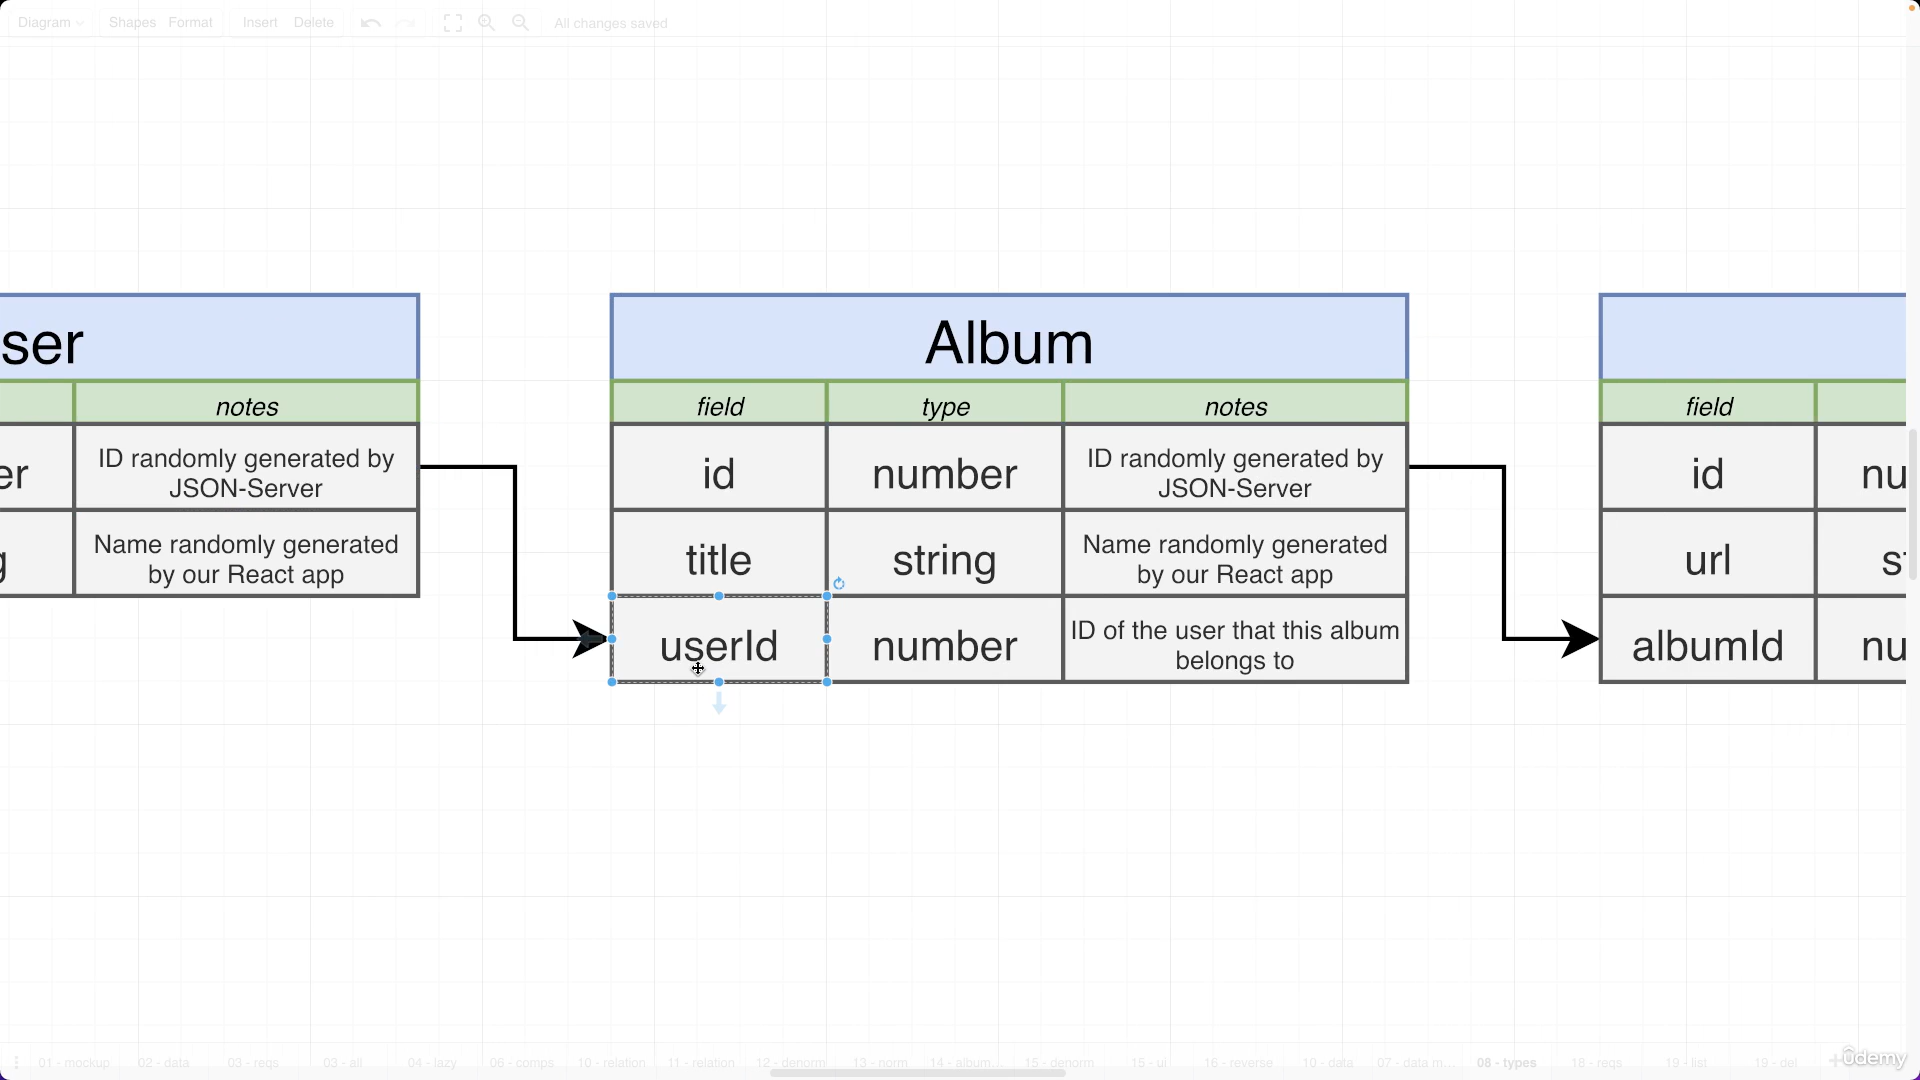 Diagram Shapes Format Insert Delete All changes saved
ser
notes
er
ID randomly generated by
JSON-Server
g
Name randomly generated
by our React app
Album
field type notes
id number ID randomly generated by
JSON-Server
title string Name randomly generated
by our React app
userId number ID of the user that this album
belongs to
field
id nu
url st
albumId nu
01 - mockup 02 - data 03 - reqs 03 - all 04 - lazy 06 - comps 10 - relation 11 - relation 12 - denorm 13 - norm 14 - album... 15 - denorm 15 - ui 16 - reverse 10 - data 07 - data m... 08 - types 18 - reqs 19 - list 19 - del
ûdemy